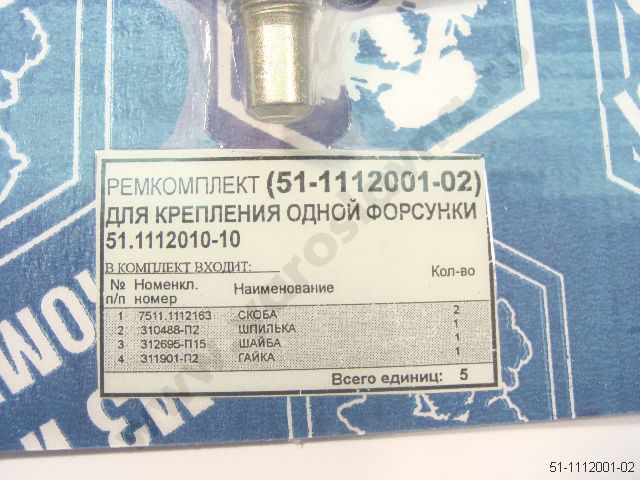 РЕМКОМПЛЕКТ (51-1112001-02)
ДЛЯ КРЕПЛЕНИЯ ОДНОЙ ФОРСУНКИ
51.1112010-10
В КОМПЛЕКТ ВХОДИТ:
№ Номенкл. Наименование Кол-во
п/п номер
1 7511.1112163 СКОБА 2
2 310488-П2 ШПИЛЬКА 1
3 312695-П15 ШАЙБА 1
4 311901-П2 ГАЙКА 1
Всего единиц: 5
51-1112001-02